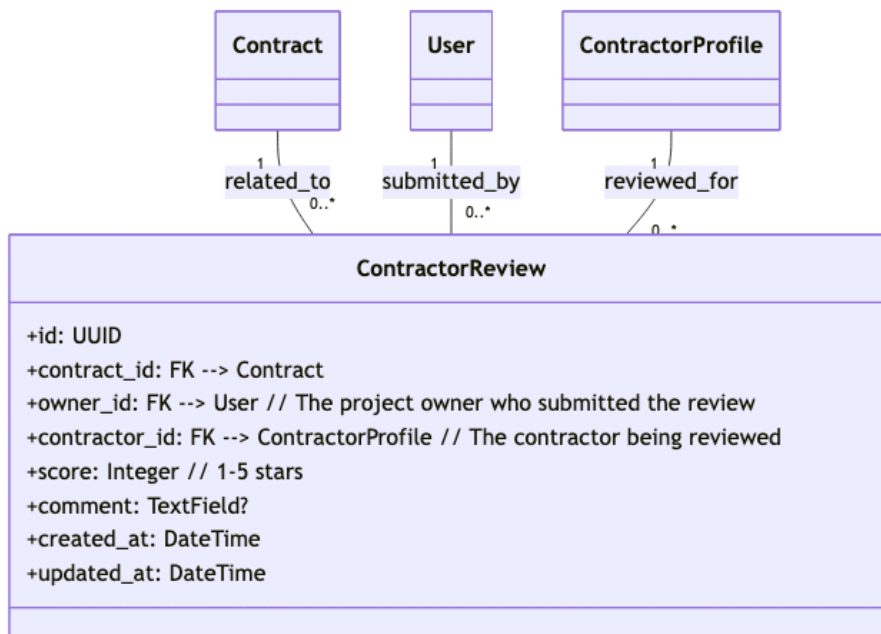 Contract
User
ContractorProfile
1
1
1
related_to
submitted_by
reviewed_for
0..*
0..*
0..*
ContractorReview
+id: UUID
+contract_id: FK --> Contract
+owner_id: FK --> User // The project owner who submitted the review
+contractor_id: FK --> ContractorProfile // The contractor being reviewed
+score: Integer // 1-5 stars
+comment: TextField?
+created_at: DateTime
+updated_at: DateTime